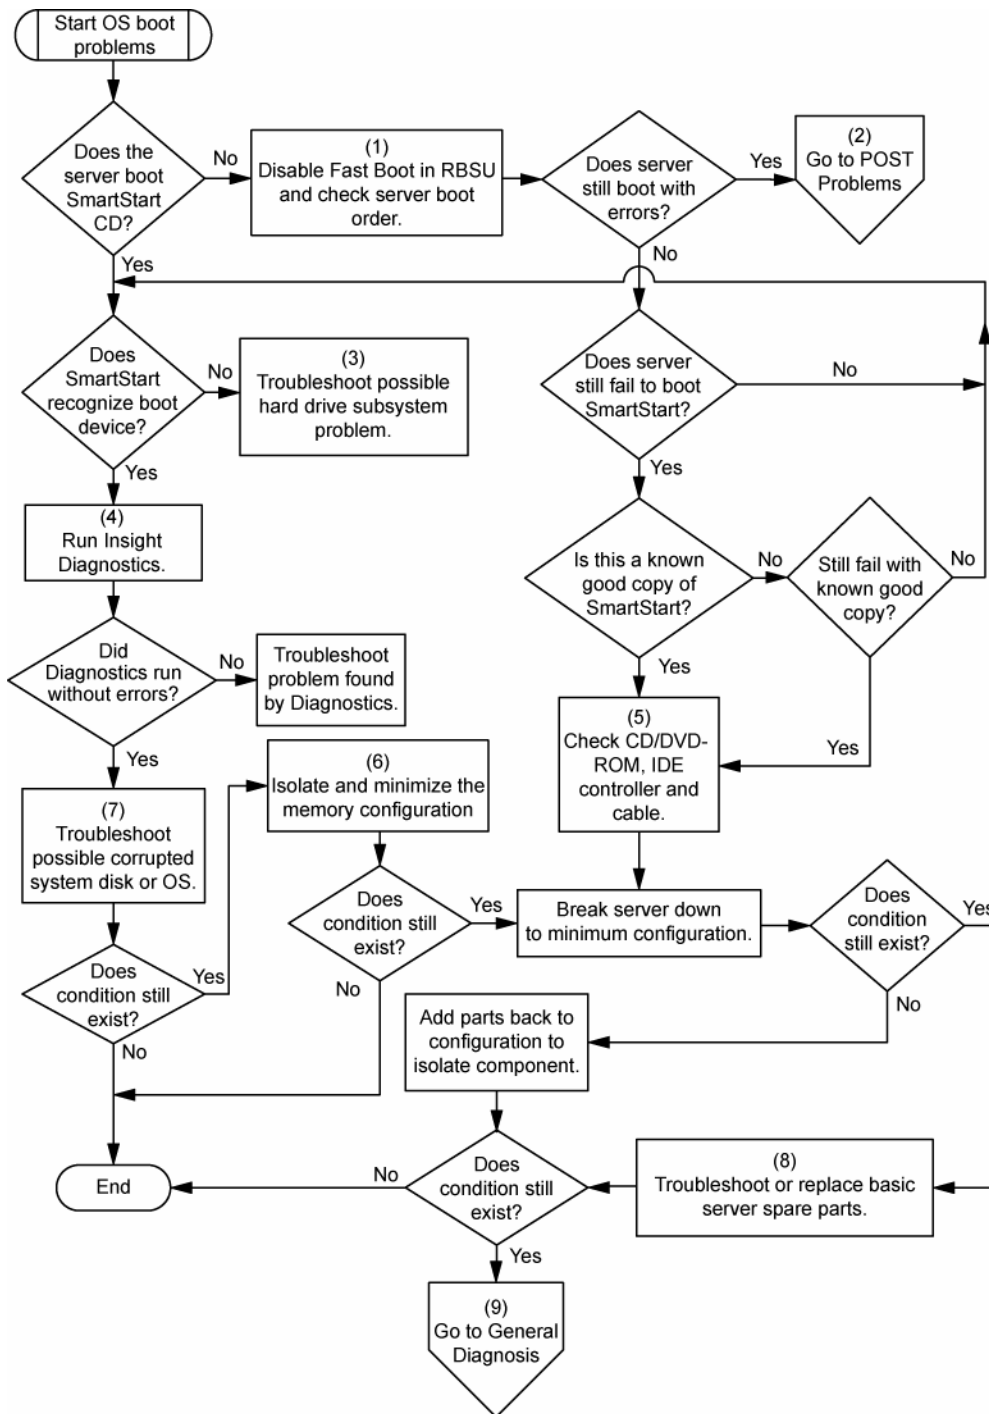 Start OS boot
problems
Does the
server boot
SmartStart
CD?
No
(1)
Disable Fast Boot in RBSU
and check server boot
order.
Does server
still boot with
errors?
Yes
(2)
Go to POST
Problems
Yes
No
Does
SmartStart
recognize boot
device?
No
(3)
Troubleshoot possible
hard drive subsystem
problem.
Does server
still fail to boot
SmartStart?
No
Yes
Yes
(4)
Run Insight
Diagnostics.
Is this a known
good copy of
SmartStart?
No
Still fail with
known good
copy?
No
Did
Diagnostics run
without errors?
No
Troubleshoot
problem found
by Diagnostics.
Yes
Yes
Yes
(5)
Check CD/DVD-
ROM, IDE
controller and
cable.
(6)
Isolate and minimize the
memory configuration
(7)
Troubleshoot
possible corrupted
system disk or OS.
Does
condition still
exist?
Yes
Break server down
to minimum configuration.
Does
condition
still exist?
Yes
Does
condition still
exist?
Yes
No
No
No
Add parts back to
configuration to
isolate component.
End
No
Does
condition still
exist?
(8)
Troubleshoot or replace basic
server spare parts.
Yes
(9)
Go to General
Diagnosis